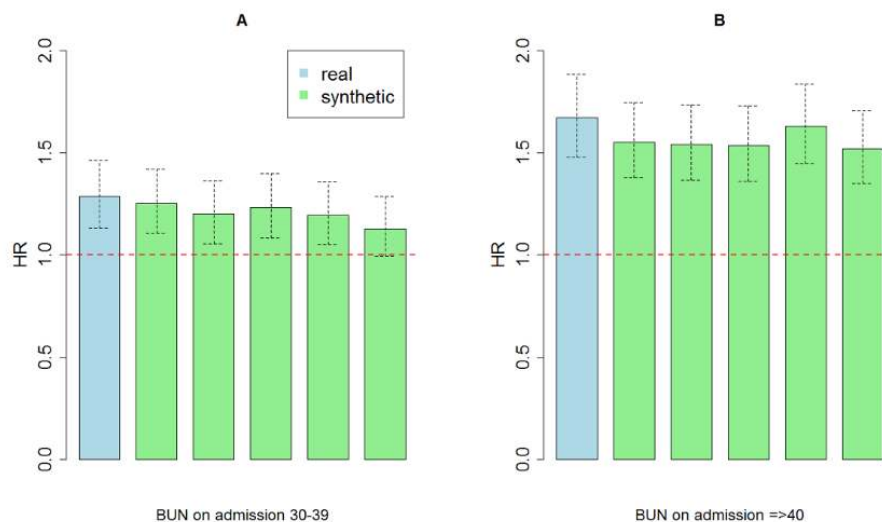 A
B
real
synthetic
HR
0.0
0.5
1.0
1.5
2.0
HR
0.0
0.5
1.0
1.5
2.0
BUN on admission 30-39
BUN on admission =>40